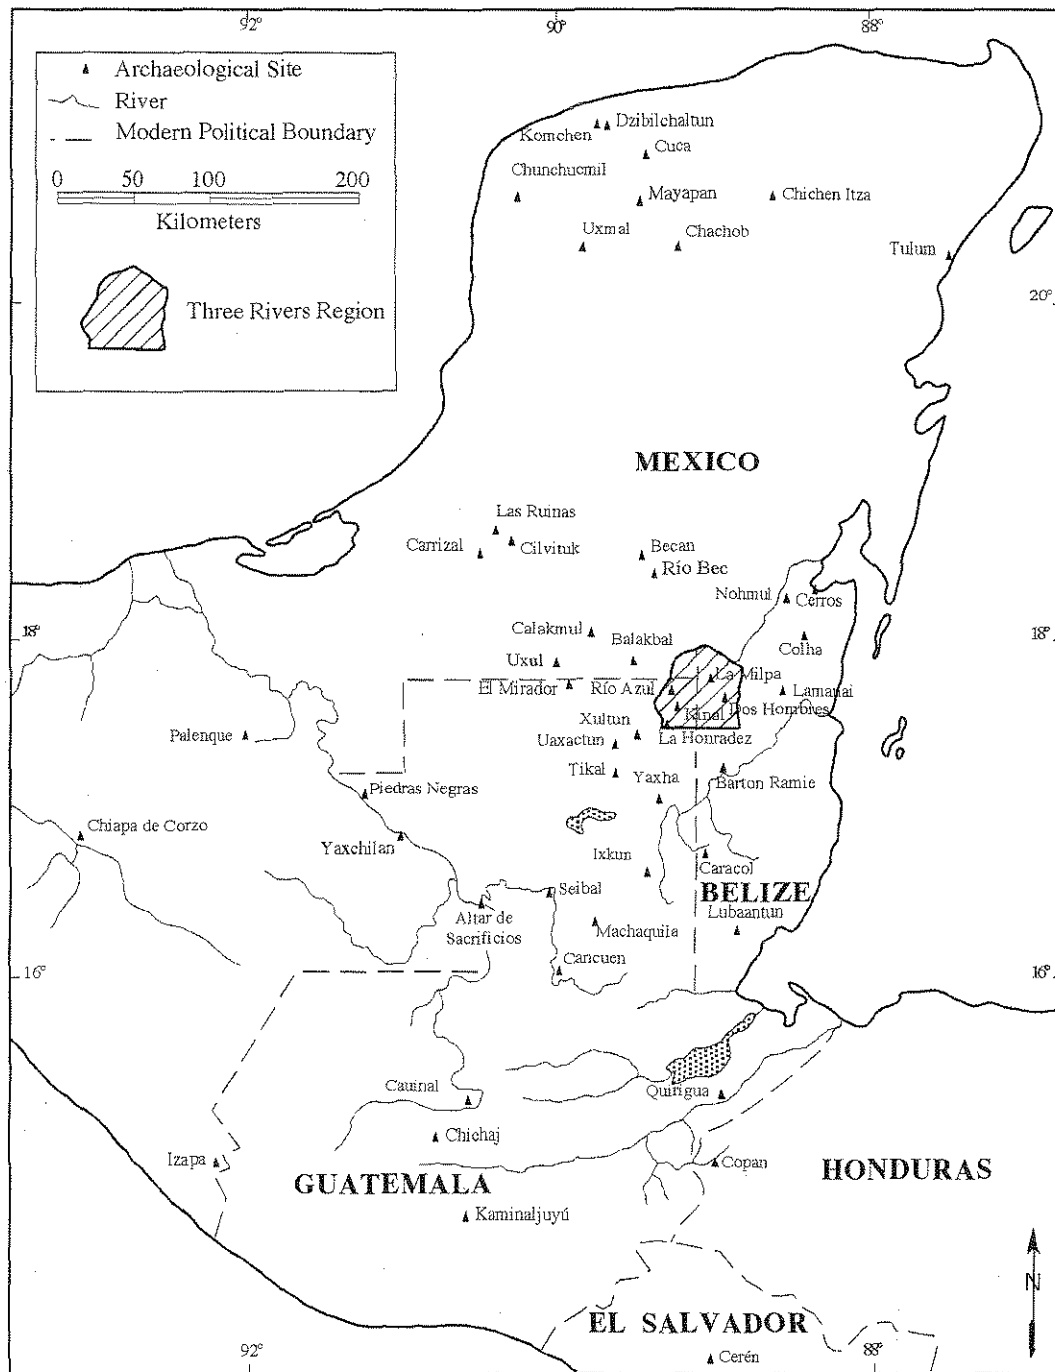 92°
90°
88°
Archaeological Site
River
Modern Political Boundary
0 50 100 200
Kilometers
Three Rivers Region
Komchen
Dzibilchaltun
Cuca
Chunchucmil
Mayapan
Chichen Itza
Uxmal
Chachob
Tulum
20°
MEXICO
Las Ruinas
Carrizal
Cilvituk
Becan
Río Bec
Nohmul
Cerros
18°
Calakmul
Balakbal
Colha
18°
Uxul
El Mirador
Río Azul
La Milpa
Lamanai
Kinal
Dos Hombres
Xultun
La Honradez
Palenque
Uaxactun
Tikal
Yaxha
Barton Ramie
Piedras Negras
Chiapa de Corzo
Yaxchilan
Ixkun
Caracol
Seibal
BELIZE
Altar de
Sacrificios
Lubaantun
Machaquila
Cancuen
16°
16°
Cauinal
Quirigua
Chichaj
Izapa
Copan
GUATEMALA
HONDURAS
Kaminaljuyú
N
EL SALVADOR
92°
88°
Cerén